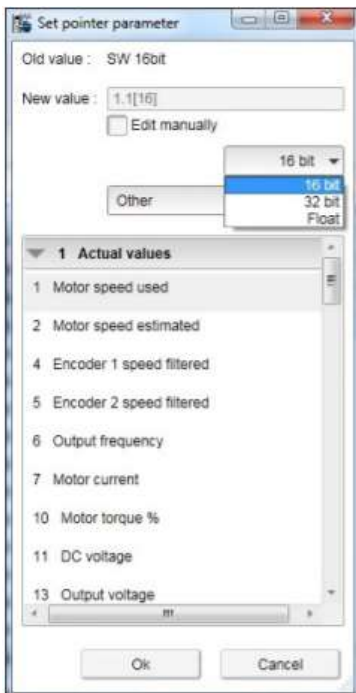 Set pointer parameter
Old value : SW 16bit
New value : 1.1[16]
Edit manually
16 bit
16 bit
32 bit
Float
Other
1 Actual values
1 Motor speed used
2 Motor speed estimated
4 Encoder 1 speed filtered
5 Encoder 2 speed filtered
6 Output frequency
7 Motor current
10 Motor torque %
11 DC voltage
13 Output voltage
Ok Cancel